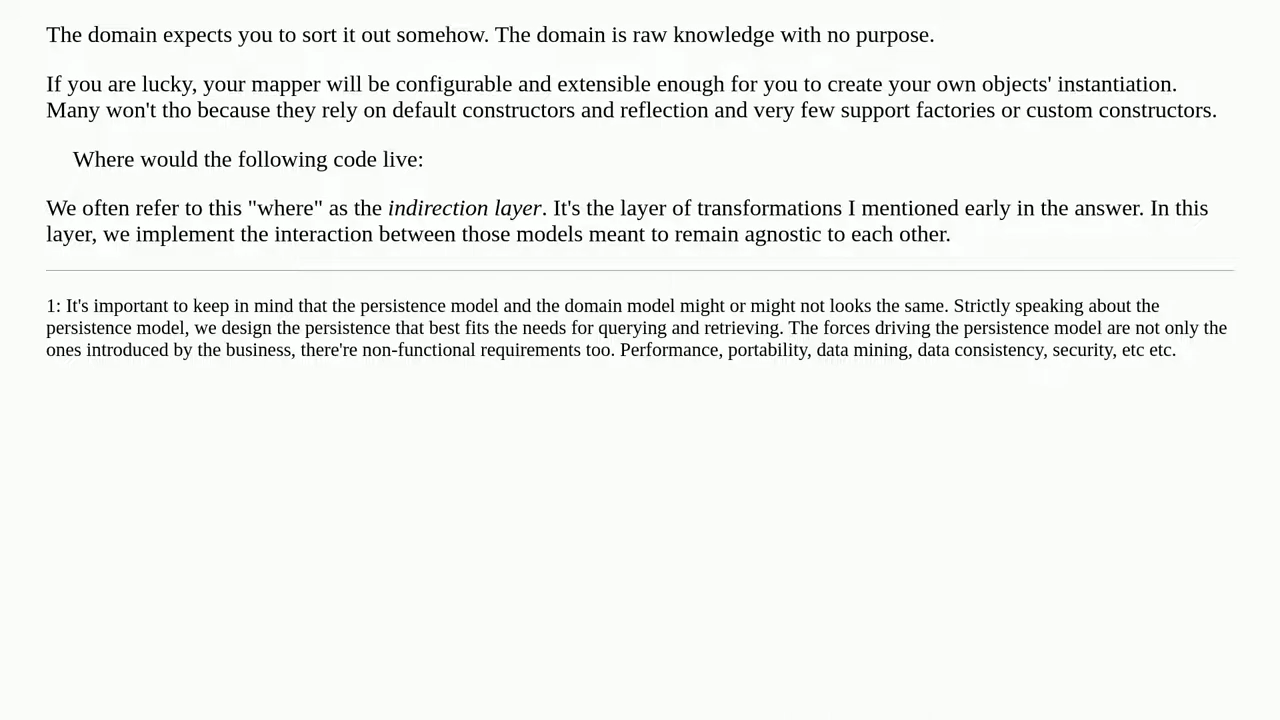 The domain expects you to sort it out somehow. The domain is raw knowledge with no purpose.
If you are lucky, your mapper will be configurable and extensible enough for you to create your own objects' instantiation.
Many won't tho because they rely on default constructors and reflection and very few support factories or custom constructors.
Where would the following code live:
We often refer to this "where" as the indirection layer. It's the layer of transformations I mentioned early in the answer. In this
layer, we implement the interaction between those models meant to remain agnostic to each other.
1: It's important to keep in mind that the persistence model and the domain model might or might not looks the same. Strictly speaking about the
persistence model, we design the persistence that best fits the needs for querying and retrieving. The forces driving the persistence model are not only the
ones introduced by the business, there're non-functional requirements too. Performance, portability, data mining, data consistency, security, etc etc.